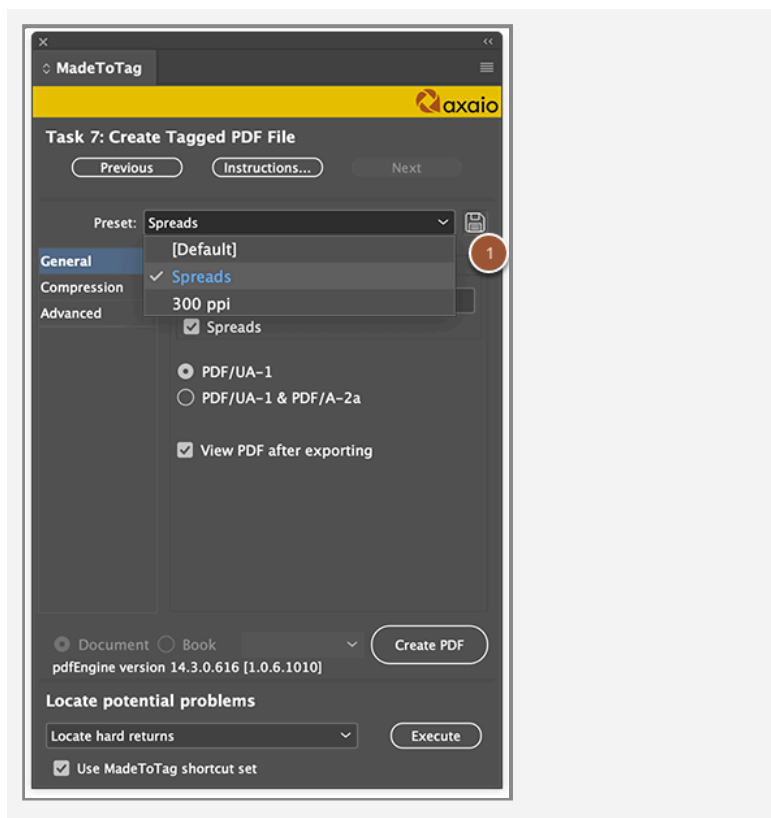 MadeToTag
axaio
Task 7: Create Tagged PDF File
Previous Instructions... Next
Preset: Spreads
1
[Default]
General
Spreads
Compression
300 ppi
Advanced
Spreads
PDF/UA-1
PDF/UA-1 & PDF/A-2a
View PDF after exporting
Document Book Create PDF
pdfEngine version 14.3.0.616 [1.0.6.1010]
Locate potential problems
Locate hard returns Execute
Use MadeToTag shortcut set